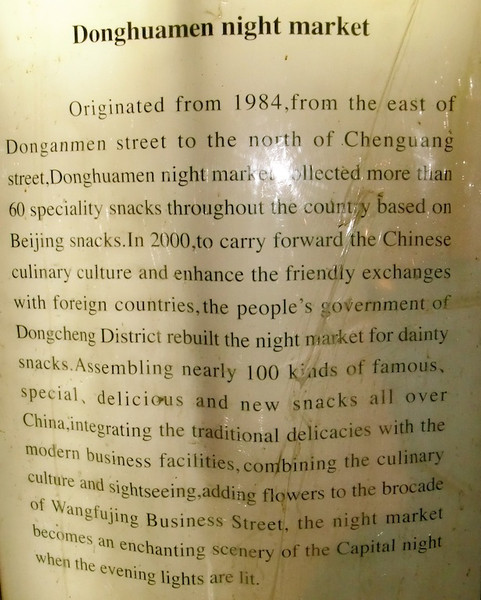 Donghuamen night market
Originated from 1984,from the east of
Donganmen street to the north of Chenguang
street,Donghuamen night market collected more than
60 speciality snacks throughout the country based on
Beijing snacks.In 2000,to carry forward the Chinese
culinary culture and enhance the friendly exchanges
with foreign countries,the people's government of
Dongcheng District rebuilt the night market for dainty
snacks.Assembling nearly 100 kinds of famous、
special、delicious and new snacks all over
China,integrating the traditional delicacies with the
modern business facilities,combining the culinary
culture and sightseeing,adding flowers to the brocade
of Wangfujing Business Street, the night market
becomes an enchanting scenery of the Capital night
when the evening lights are lit.